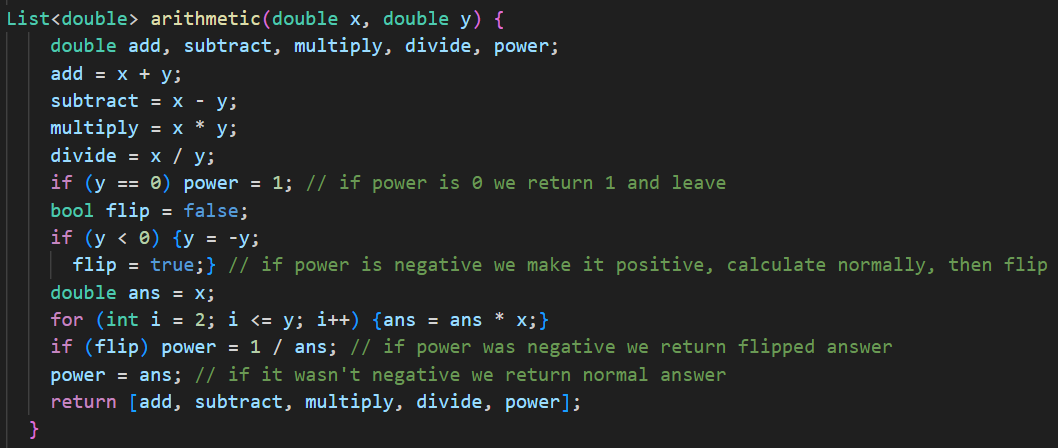 List<double> arithmetic(double x, double y) {
double add, subtract, multiply, divide, power;
add = x + y;
subtract = x - y;
multiply = x * y;
divide = x / y;
if (y == 0) power = 1; // if power is 0 we return 1 and leave
bool flip = false;
if (y < 0) {y = -y;
flip = true;} // if power is negative we make it positive, calculate normally, then flip
double ans = x;
for (int i = 2; i <= y; i++) {ans = ans * x;}
if (flip) power = 1 / ans; // if power was negative we return flipped answer
power = ans; // if it wasn't negative we return normal answer
return [add, subtract, multiply, divide, power];
}